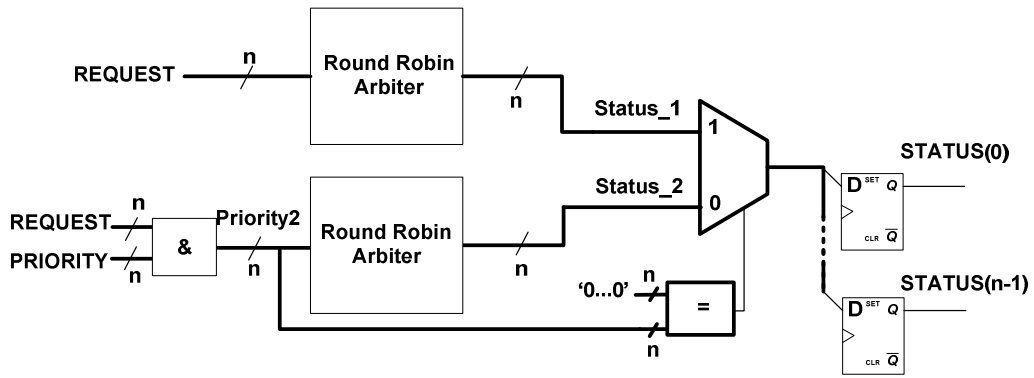 REQUEST
n
Round Robin
Arbiter
n
Status_1
1
Status_2
0
REQUEST
n
PRIORITY
n
&
Priority2
n
Round Robin
Arbiter
n
'0...0'
n
n
=
STATUS(0)
D SET Q
CLR Q
STATUS(n-1)
D SET Q
CLR Q